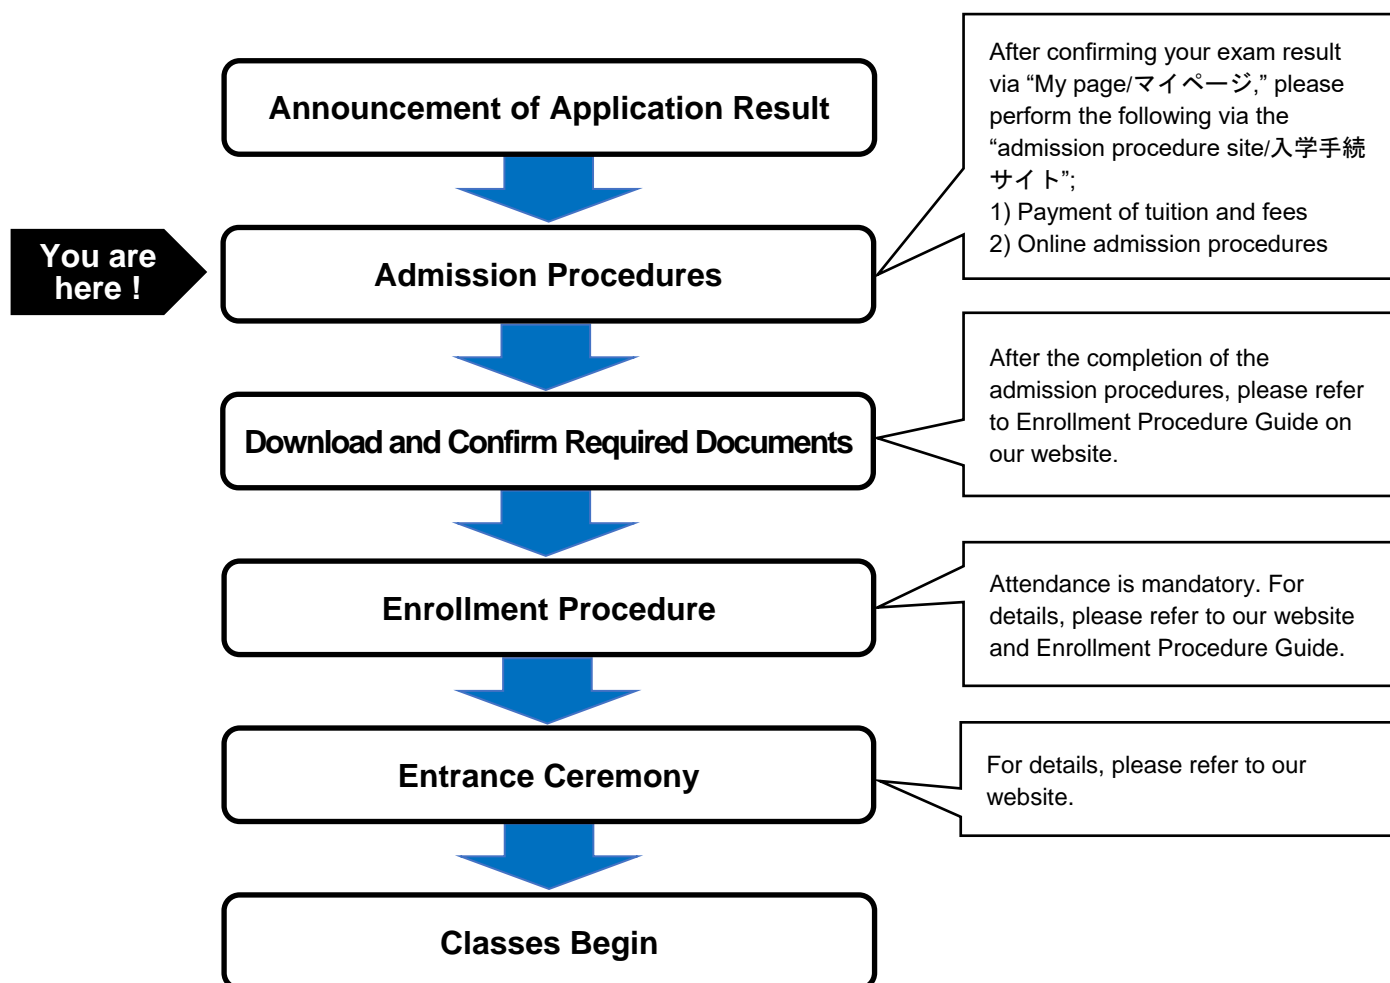 Announcement of Application Result
After confirming your exam result
via “My page/マイページ,” please
perform the following via the
“admission procedure site/入学手続
サイト”;
1) Payment of tuition and fees
2) Online admission procedures
You are
here !
Admission Procedures
After the completion of the
admission procedures, please refer
to Enrollment Procedure Guide on
our website.
Download and Confirm Required Documents
Attendance is mandatory. For
details, please refer to our website
and Enrollment Procedure Guide.
Enrollment Procedure
For details, please refer to our
website.
Entrance Ceremony
Classes Begin